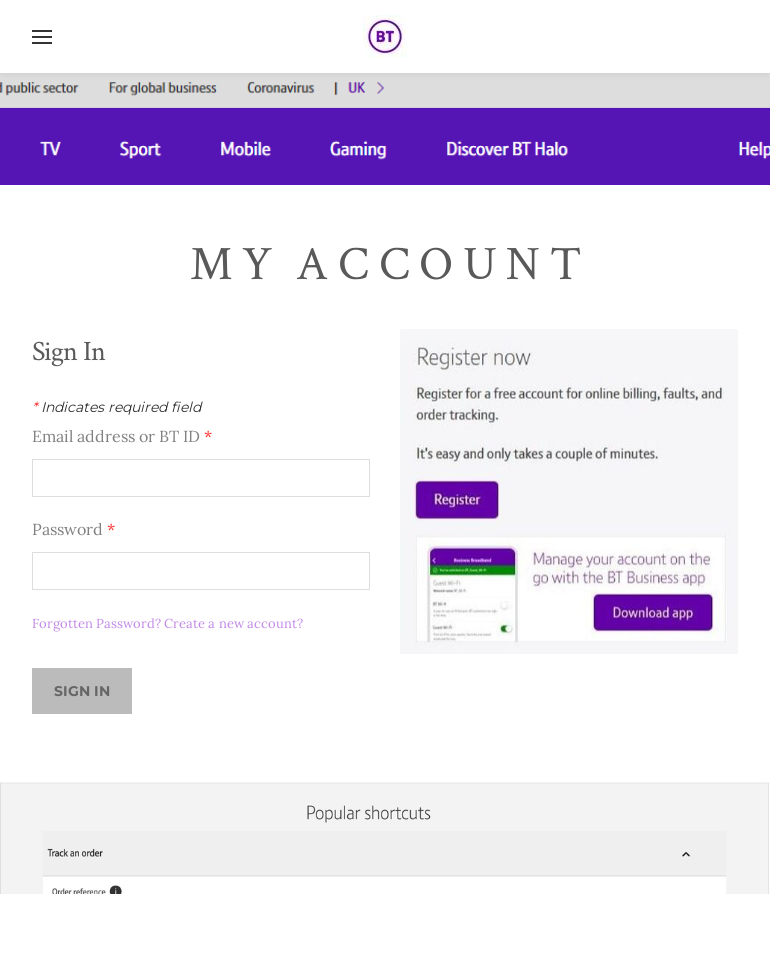 BT
d public sector For global business Coronavirus | UK
TV Sport Mobile Gaming Discover BT Halo Help
MY ACCOUNT
Sign In
* Indicates required field
Email address or BT ID *
Password *
Forgotten Password? Create a new account?
SIGN IN
Register now
Register for a free account for online billing, faults, and
order tracking.
It's easy and only takes a couple of minutes.
Register
Business Broadband
Guest Wi-Fi
BT Wi-Fi
Guest Wi-Fi
Manage your account on the
go with the BT Business app
Download app
Popular shortcuts
Track an order
Order reference